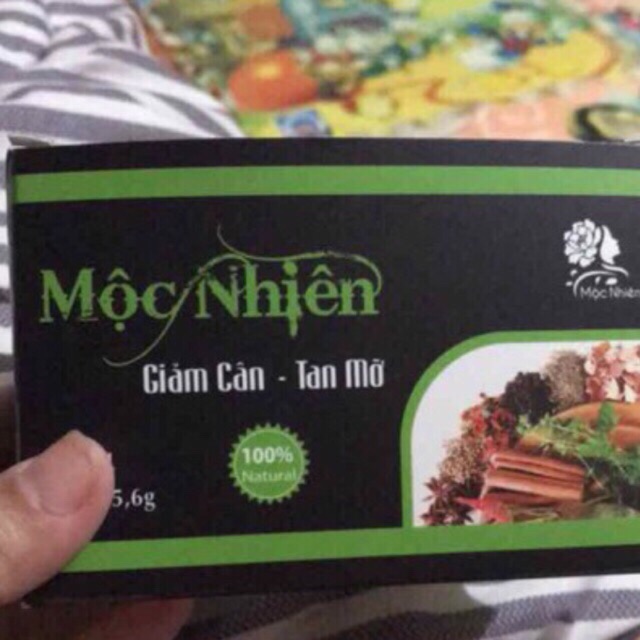 Mộc Nhiên
Mộc Nhiên
Giảm Cân - Tan Mỡ
100%
Natural
5,6g